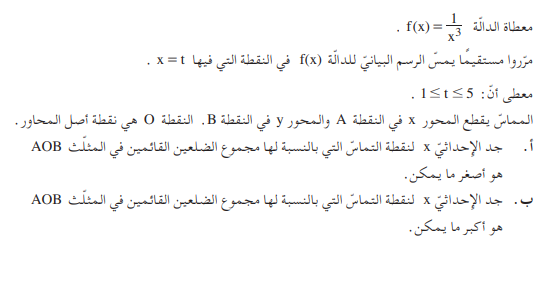 معطاة الدالّة f(x) = 1/x³ .
مرّروا مستقيمًا يمسّ الرسم البيانيّ للدالّة f(x) في النقطة التي فيها x = t .
معطى أنّ: 1 ≤ t ≤ 5 .
المماسّ يقطع المحور x في النقطة A والمحور y في النقطة B. النقطة O هي نقطة أصل المحاور.
أ. جد الإحداثيّ x لنقطة التماسّ التي بالنسبة لها مجموع الضلعين القائمين في المثلّث AOB
هو أصغر ما يمكن.
ب. جد الإحداثيّ x لنقطة التماسّ التي بالنسبة لها مجموع الضلعين القائمين في المثلّث AOB
هو أكبر ما يمكن.